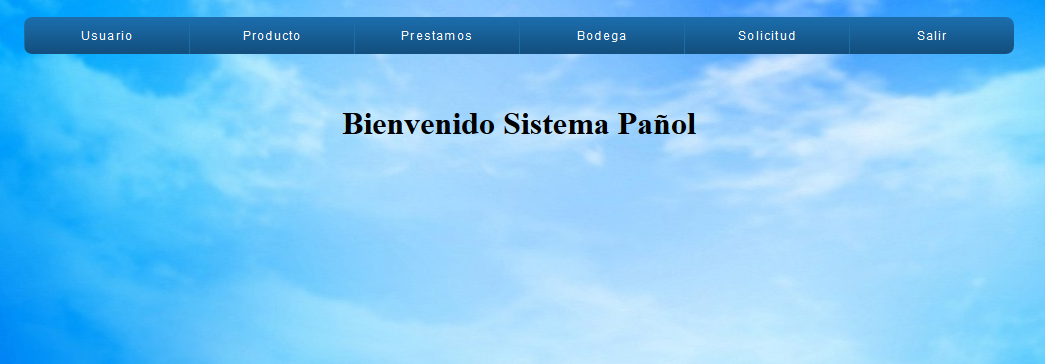 Usuario Producto Prestamos Bodega Solicitud Salir
Bienvenido Sistema Pañol